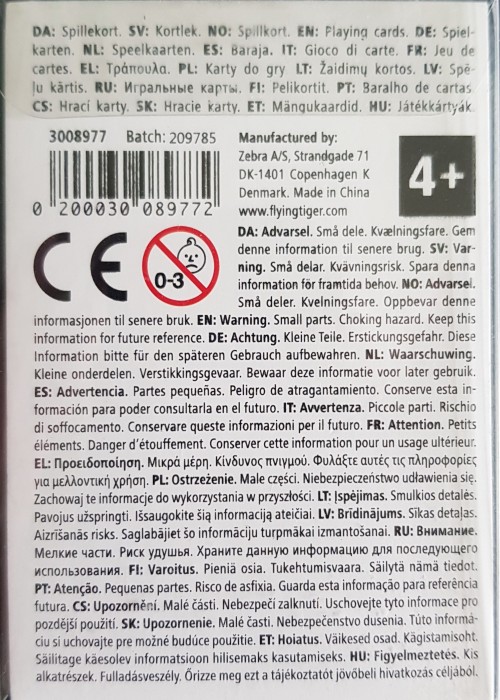 DA: Spillekort. SV: Kortlek. NO: Spillkort. EN: Playing cards. DE: Spiel-
karten. NL: Speelkaarten. ES: Baraja. IT: Gioco di carte. FR: Jeu de
cartes. EL: Τράπουλα. PL: Karty do gry LT: Žaidimų kortos. LV: Spē-
ļu kārtis. RU: Игральные карты. FI: Pelikortit. PT: Baralho de cartas
CS: Hrací karty. SK: Hracie karty. ET: Mängukaardid. HU: Játékkártyák
3008977 Batch: 209785
0 200030 089772
Manufactured by:
Zebra A/S, Strandgade 71
DK-1401 Copenhagen K
Denmark. Made in China
www.flyingtiger.com
4+
CE
0-3
DA: Advarsel. Små dele. Kvælningsfare. Gem
denne information til senere brug. SV: Var-
ning. Små delar. Kvävningsrisk. Spara denna
information för framtida behov. NO: Advarsel.
Små deler. Kvelningsfare. Oppbevar denne
informasjonen til senere bruk. EN: Warning. Small parts. Choking hazard. Keep this
information for future reference. DE: Achtung. Kleine Teile. Erstickungsgefahr. Diese
Information bitte für den späteren Gebrauch aufbewahren. NL: Waarschuwing.
Kleine onderdelen. Verstikkingsgevaar. Bewaar deze informatie voor later gebruik.
ES: Advertencia. Partes pequeñas. Peligro de atragantamiento. Conserve esta in-
formación para poder consultarla en el futuro. IT: Avvertenza. Piccole parti. Rischio
di soffocamento. Conservare queste informazioni per il futuro. FR: Attention. Petits
éléments. Danger d'étouffement. Conserver cette information pour un usage ultérieur.
EL: Προειδοποίηση. Μικρά μέρη. Κίνδυνος πνιγμού. Φυλάξτε αυτές τις πληροφορίες
για μελλοντική χρήση. PL: Ostrzeżenie. Małe części. Niebezpieczeństwo udławienia się.
Zachowaj te informacje do wykorzystania w przyszłości. LT: Įspėjimas. Smulkios detalės.
Pavojus užspringti. Išsaugokite šią informaciją ateičiai. LV: Brīdinājums. Sīkas detaļas.
Aizrīšanās risks. Saglabājiet šo informāciju turpmākai izmantošanai. RU: Внимание.
Мелкие части. Риск удушья. Храните данную информацию для последующего
использования. FI: Varoitus. Pieniä osia. Tukehtumisvaara. Säilytä nämä tiedot.
PT: Atenção. Pequenas partes. Risco de asfixia. Guarda esta informação para referência
futura. CS: Upozornění. Malé části. Nebezpečí zalknutí. Uschovejte tyto informace pro
pozdější použití. SK: Upozornenie. Malé časti. Nebezpečenstvo dusenia. Túto informá-
ciu si uchovajte pre možné budúce použitie. ET: Hoiatus. Väikesed osad. Kägistamisoht.
Säilitage käesolev informatsioon hilisemaks kasutamiseks. HU: Figyelmeztetés. Kis
alkatrészek. Fulladásveszély. Őrizze meg ezt a tájékoztatót jövőbeli hivatkozás céljából.